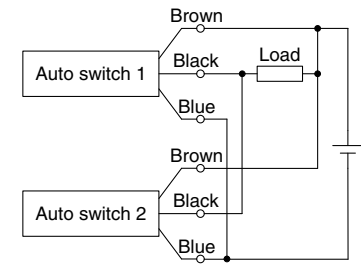 Brown
Auto switch 1
Black
Load
Blue
Brown
Auto switch 2
Black
Blue